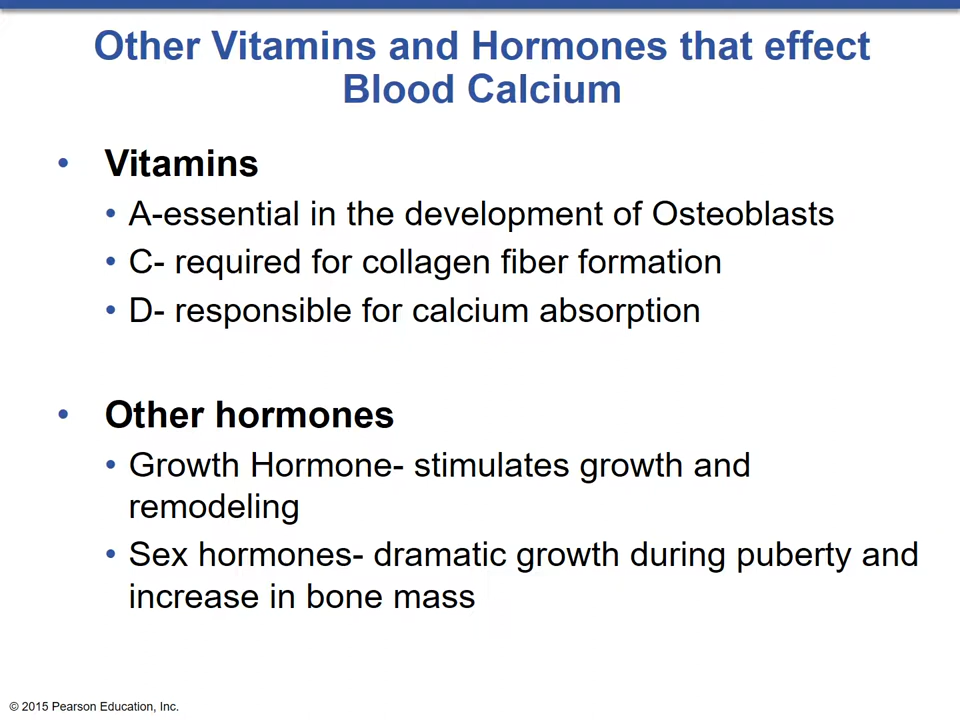 Other Vitamins and Hormones that effect
Blood Calcium
• Vitamins
• A-essential in the development of Osteoblasts
• C- required for collagen fiber formation
• D- responsible for calcium absorption
• Other hormones
• Growth Hormone- stimulates growth and
remodeling
• Sex hormones- dramatic growth during puberty and
increase in bone mass
© 2015 Pearson Education, Inc.